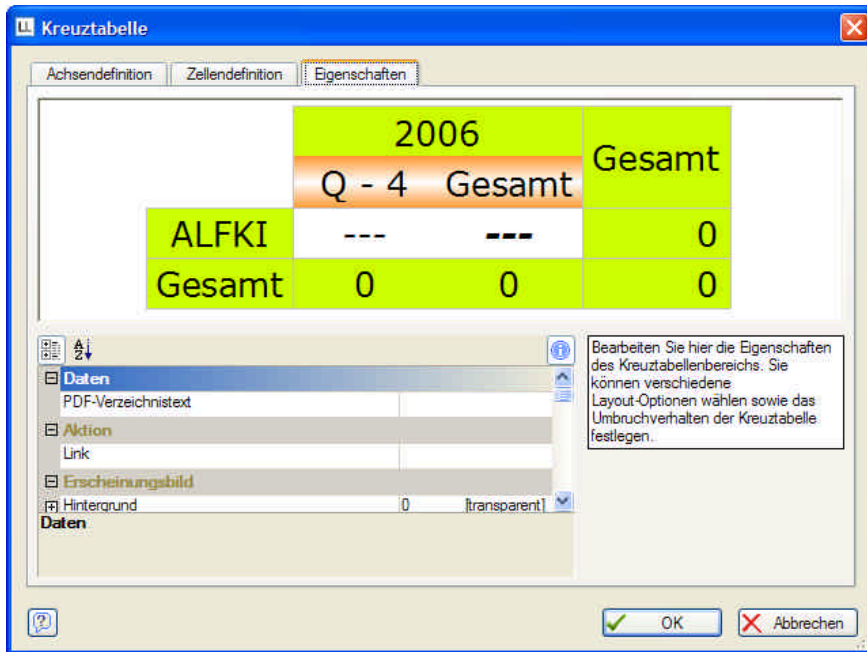 LL Kreuztabelle
Achsendefinition Zellendefinition Eigenschaften
2006 Gesamt
Q - 4 Gesamt
ALFKI --- --- 0
Gesamt 0 0 0
A Z
Daten
PDF-Verzeichnistext
Aktion
Link
Erscheinungsbild
Hintergrund 0 [transparent]
Daten
Bearbeiten Sie hier die Eigenschaften
des Kreuztabellenbereichs. Sie
können verschiedene
Layout-Optionen wählen sowie das
Umbruchverhalten der Kreuztabelle
festlegen.
? OK Abbrechen